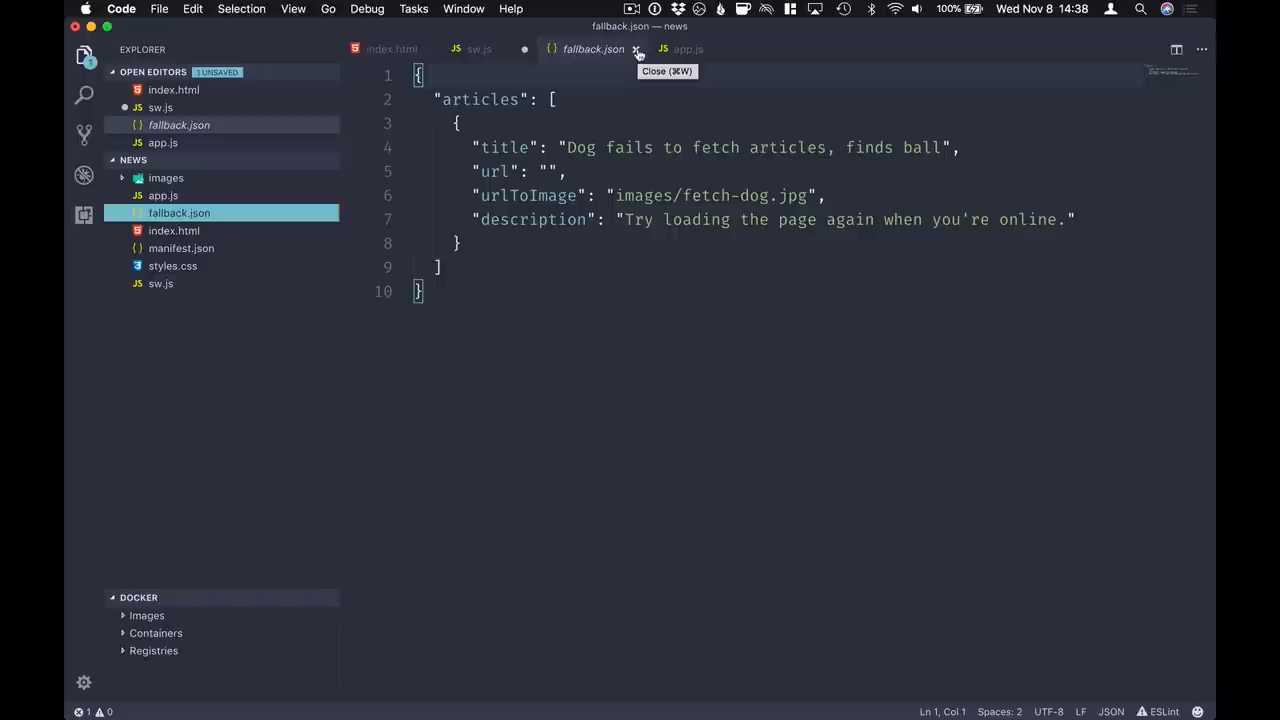 Code File Edit Selection View Go Debug Tasks Window Help 100% Wed Nov 8 14:38
fallback.json — news
EXPLORER
index.html sw.js fallback.json app.js
Close (⌘W)
OPEN EDITORS 1 UNSAVED
index.html
JS sw.js
{ } fallback.json
JS app.js
NEWS
images
JS app.js
{ } fallback.json
index.html
{ } manifest.json
styles.css
JS sw.js
1 {
2 "articles": [
3 {
4 "title": "Dog fails to fetch articles, finds ball",
5 "url": "",
6 "urlToImage": "images/fetch-dog.jpg",
7 "description": "Try loading the page again when you're online."
8 }
9 ]
10 }
DOCKER
Images
Containers
Registries
1 0 Ln 1, Col 1 Spaces: 2 UTF-8 LF JSON ESLint